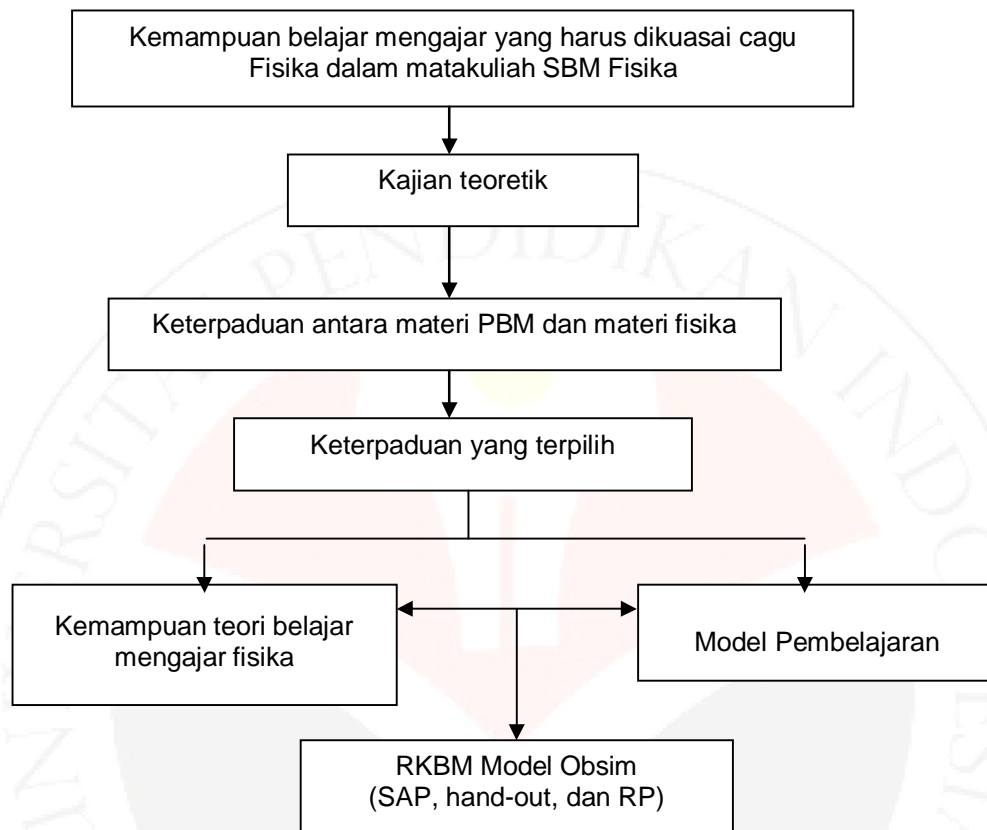 Kemampuan belajar mengajar yang harus dikuasai cagu
Fisika dalam matakuliah SBM Fisika
Kajian teoretik
Keterpaduan antara materi PBM dan materi fisika
Keterpaduan yang terpilih
Kemampuan teori belajar
mengajar fisika
Model Pembelajaran
RKBM Model Obsim
(SAP, hand-out, dan RP)
PENDIDIKAN INDO